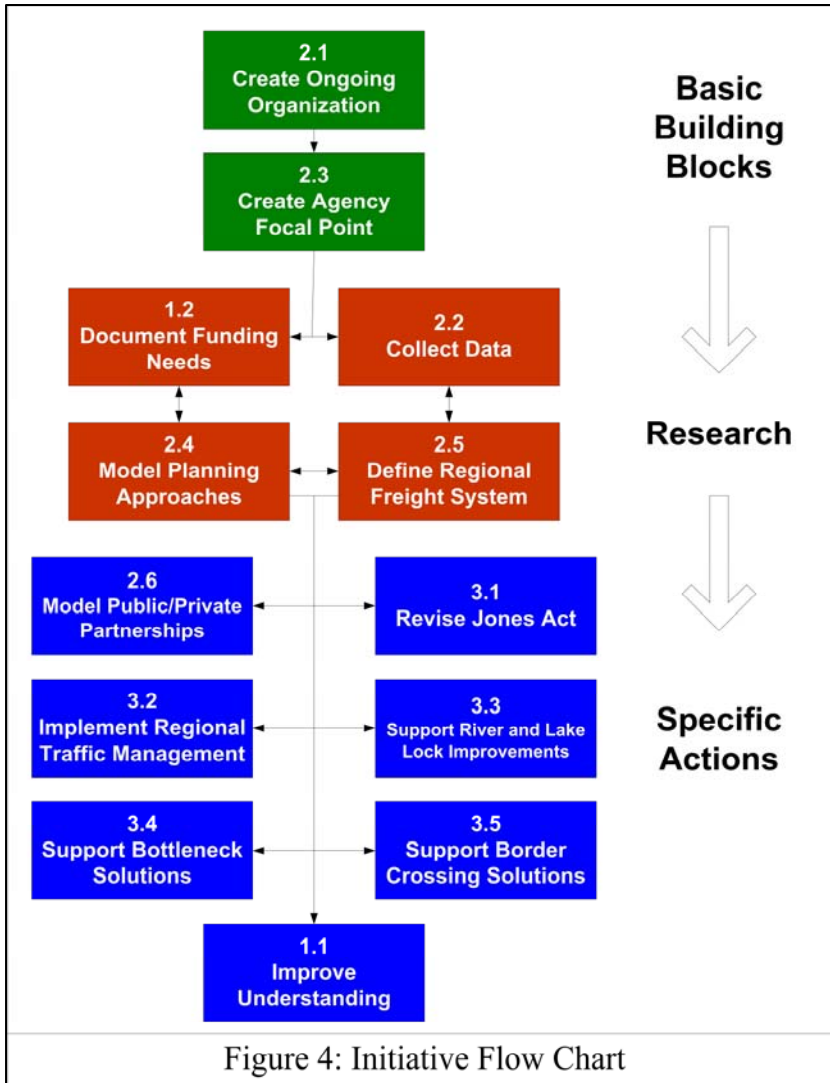 2.1
Create Ongoing
Organization
Basic
Building
Blocks
2.3
Create Agency
Focal Point
1.2
Document Funding
Needs
2.2
Collect Data
Research
2.4
Model Planning
Approaches
2.5
Define Regional
Freight System
2.6
Model Public/Private
Partnerships
3.1
Revise Jones Act
3.2
Implement Regional
Traffic Management
3.3
Support River and Lake
Lock Improvements
Specific
Actions
3.4
Support Bottleneck
Solutions
3.5
Support Border
Crossing Solutions
1.1
Improve
Understanding
Figure 4: Initiative Flow Chart